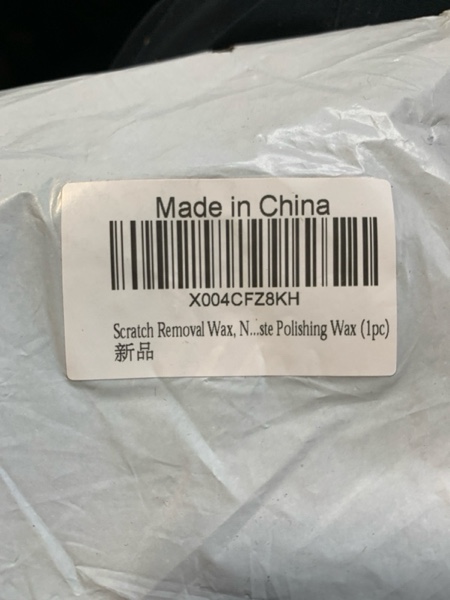 Made in China
X004CFZ8KH
Scratch Removal Wax, N...ste Polishing Wax (1pc)
新品